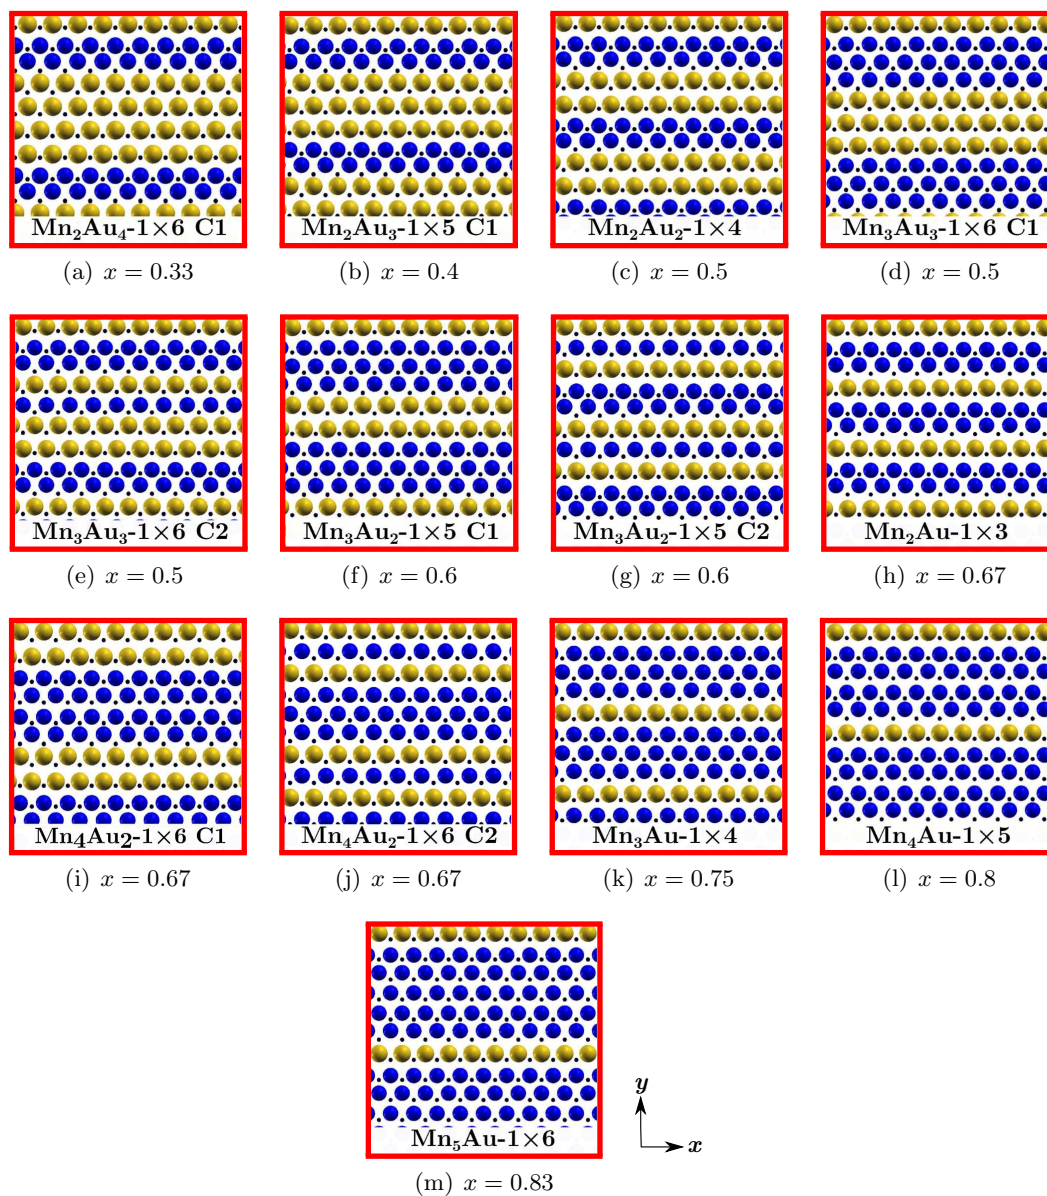 Mn₂Au₄-1×6 C1
(a) x = 0.33
Mn₂Au₃-1×5 C1
(b) x = 0.4
Mn₂Au₂-1×4
(c) x = 0.5
Mn₃Au₃-1×6 C1
(d) x = 0.5
Mn₃Au₃-1×6 C2
(e) x = 0.5
Mn₃Au₂-1×5 C1
(f) x = 0.6
Mn₃Au₂-1×5 C2
(g) x = 0.6
Mn₂Au-1×3
(h) x = 0.67
Mn₄Au₂-1×6 C1
(i) x = 0.67
Mn₄Au₂-1×6 C2
(j) x = 0.67
Mn₃Au-1×4
(k) x = 0.75
Mn₄Au-1×5
(l) x = 0.8
Mn₅Au-1×6
(m) x = 0.83
y
x